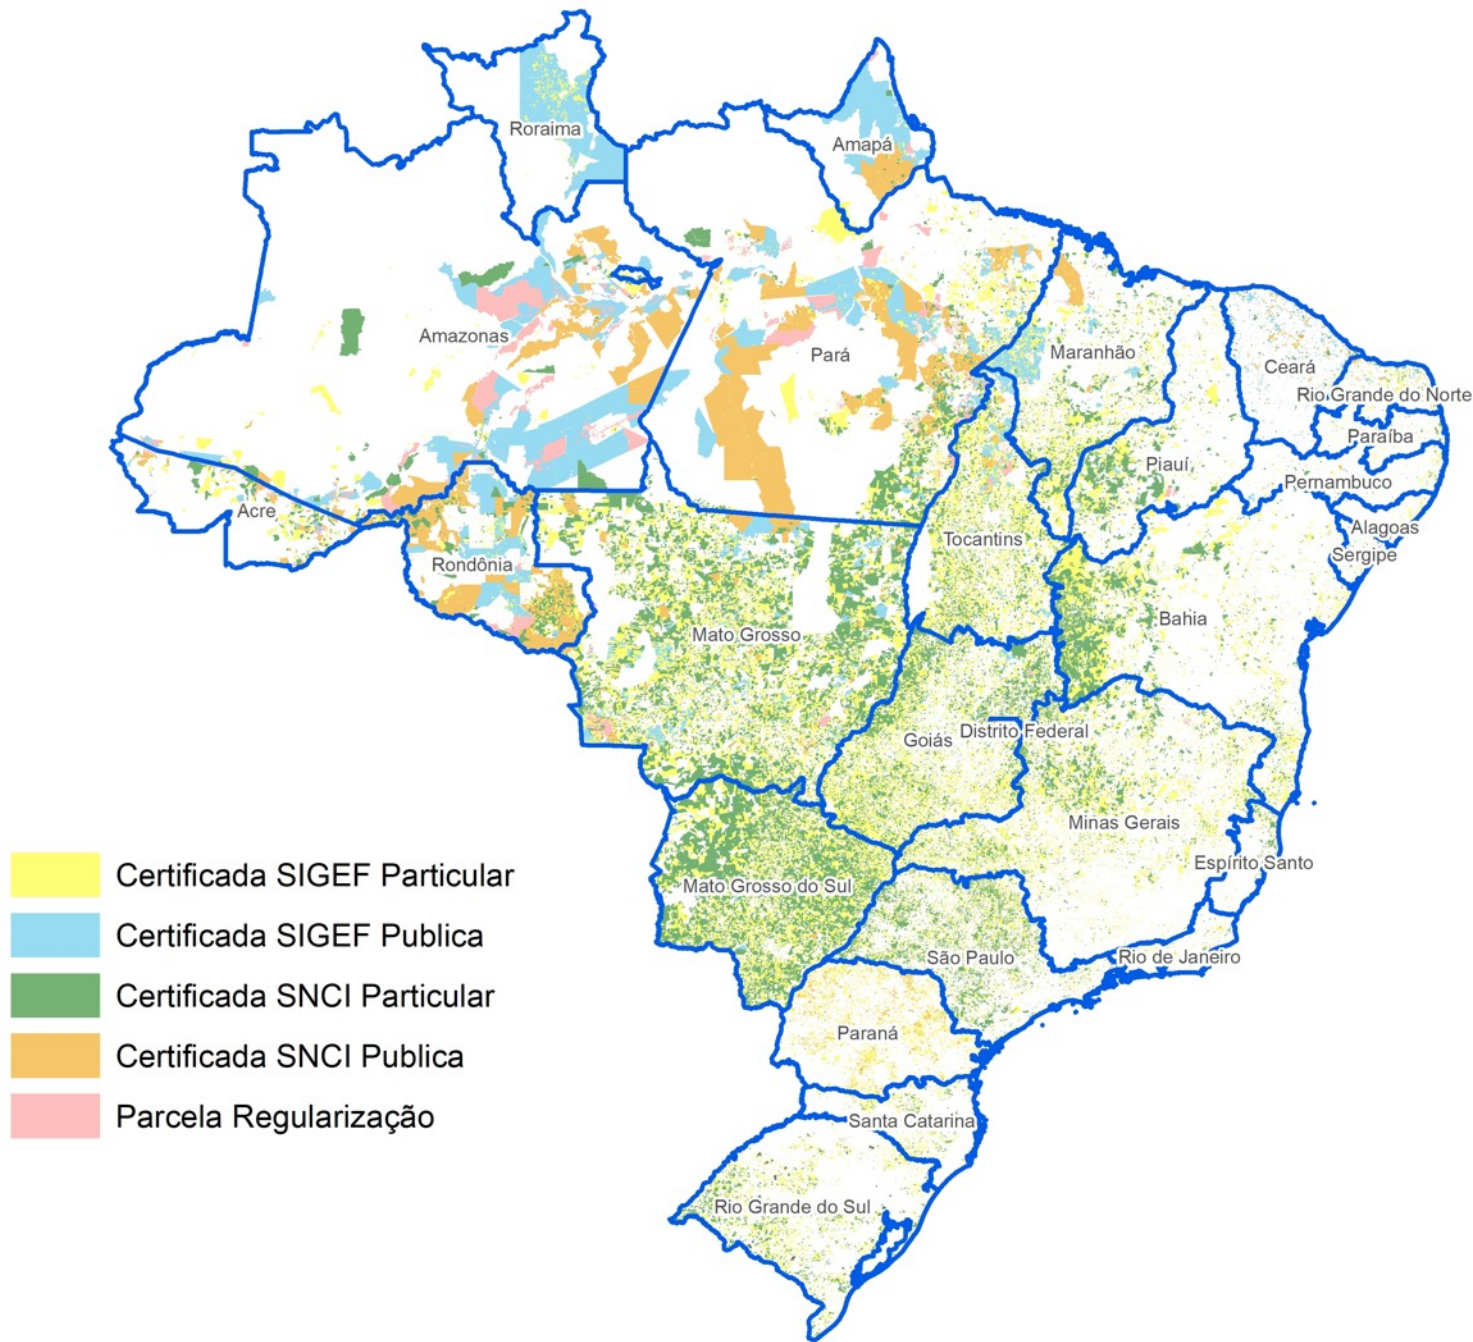 Roraima
Amapá
Amazonas
Pará
Maranhão
Ceará
Rio Grande do Norte
Paraíba
Piauí
Pernambuco
Acre
Alagoas
Tocantins
Sergipe
Rondônia
Bahia
Mato Grosso
Goiás
Distrito Federal
Minas Gerais
Espírito Santo
Mato Grosso do Sul
São Paulo
Rio de Janeiro
Paraná
Santa Catarina
Rio Grande do Sul
Certificada SIGEF Particular
Certificada SIGEF Publica
Certificada SNCI Particular
Certificada SNCI Publica
Parcela Regularização